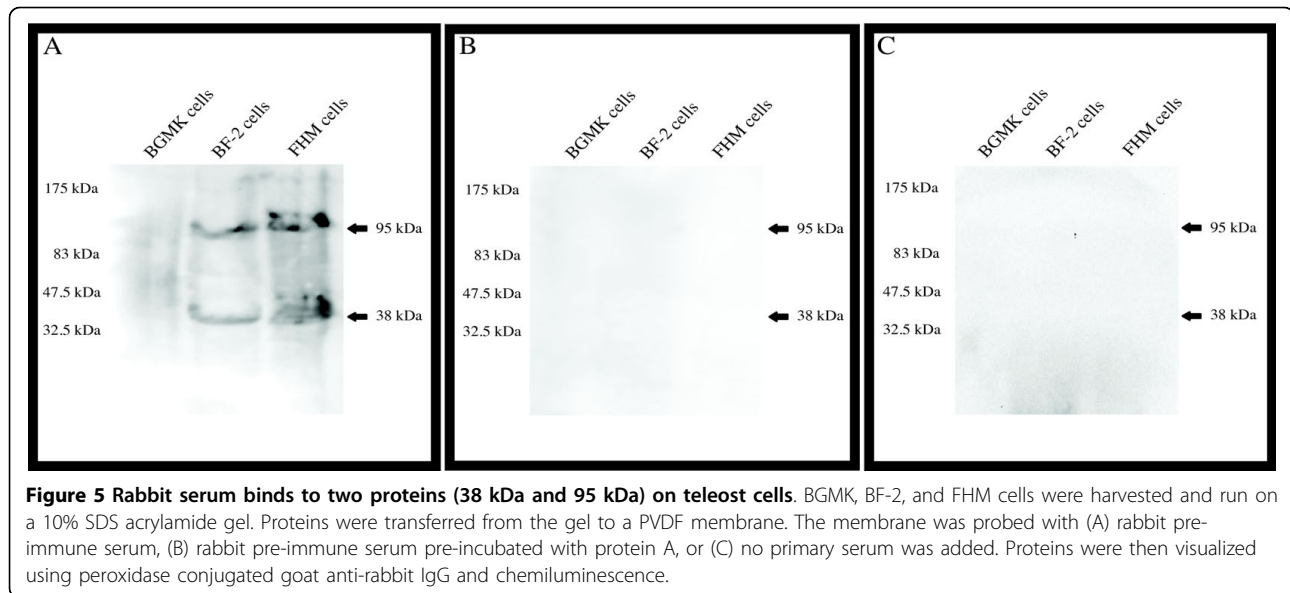 A
BGMK cells
BF-2 cells
FHM cells
175 kDa
95 kDa
83 kDa
47.5 kDa
38 kDa
32.5 kDa
B
BGMK cells
BF-2 cells
FHM cells
175 kDa
95 kDa
83 kDa
47.5 kDa
38 kDa
32.5 kDa
C
BGMK cells
BF-2 cells
FHM cells
175 kDa
95 kDa
83 kDa
47.5 kDa
38 kDa
32.5 kDa
Figure 5 Rabbit serum binds to two proteins (38 kDa and 95 kDa) on teleost cells. BGMK, BF-2, and FHM cells were harvested and run on
a 10% SDS acrylamide gel. Proteins were transferred from the gel to a PVDF membrane. The membrane was probed with (A) rabbit pre-
immune serum, (B) rabbit pre-immune serum pre-incubated with protein A, or (C) no primary serum was added. Proteins were then visualized
using peroxidase conjugated goat anti-rabbit IgG and chemiluminescence.